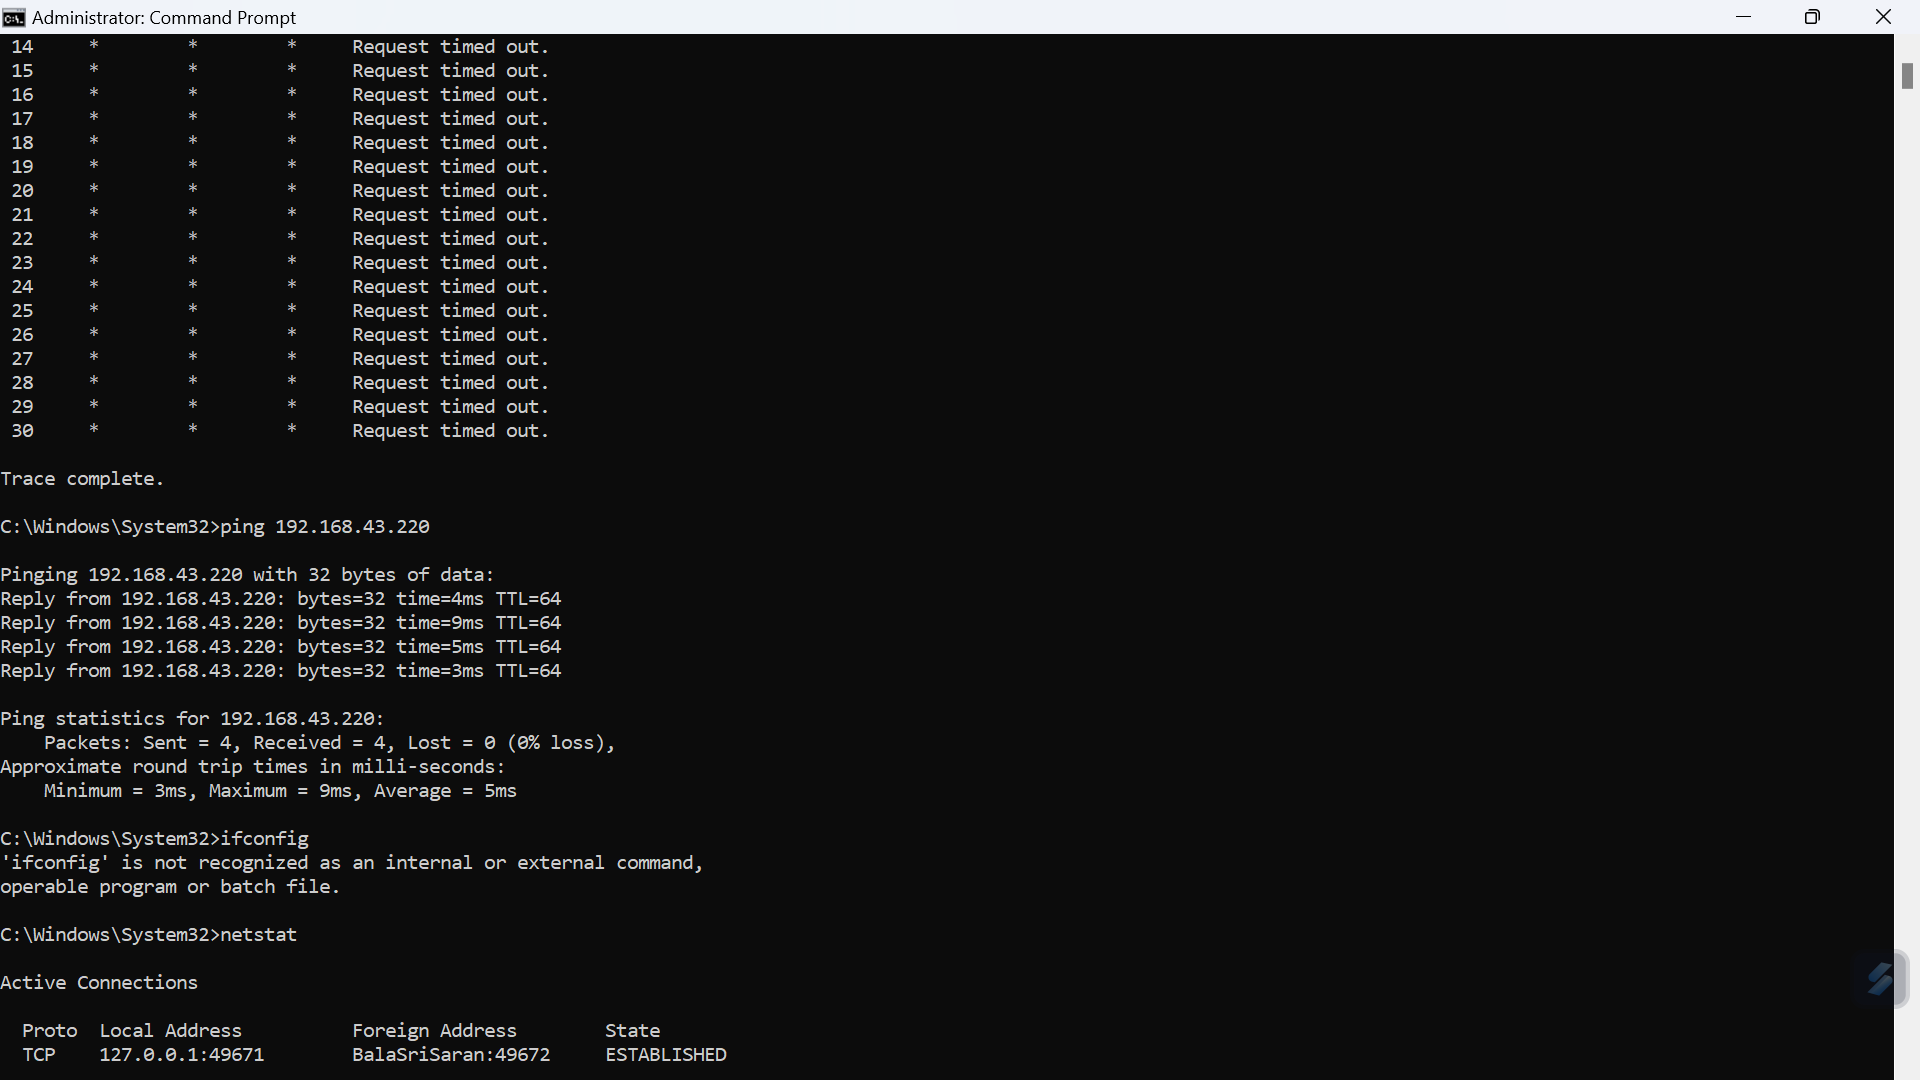 Administrator: Command Prompt
14 * * * Request timed out.
15 * * * Request timed out.
16 * * * Request timed out.
17 * * * Request timed out.
18 * * * Request timed out.
19 * * * Request timed out.
20 * * * Request timed out.
21 * * * Request timed out.
22 * * * Request timed out.
23 * * * Request timed out.
24 * * * Request timed out.
25 * * * Request timed out.
26 * * * Request timed out.
27 * * * Request timed out.
28 * * * Request timed out.
29 * * * Request timed out.
30 * * * Request timed out.
Trace complete.
C:\Windows\System32>ping 192.168.43.220
Pinging 192.168.43.220 with 32 bytes of data:
Reply from 192.168.43.220: bytes=32 time=4ms TTL=64
Reply from 192.168.43.220: bytes=32 time=9ms TTL=64
Reply from 192.168.43.220: bytes=32 time=5ms TTL=64
Reply from 192.168.43.220: bytes=32 time=3ms TTL=64
Ping statistics for 192.168.43.220:
Packets: Sent = 4, Received = 4, Lost = 0 (0% loss),
Approximate round trip times in milli-seconds:
Minimum = 3ms, Maximum = 9ms, Average = 5ms
C:\Windows\System32>ifconfig
'ifconfig' is not recognized as an internal or external command,
operable program or batch file.
C:\Windows\System32>netstat
Active Connections
Proto Local Address Foreign Address State
TCP 127.0.0.1:49671 BalaSriSaran:49672 ESTABLISHED